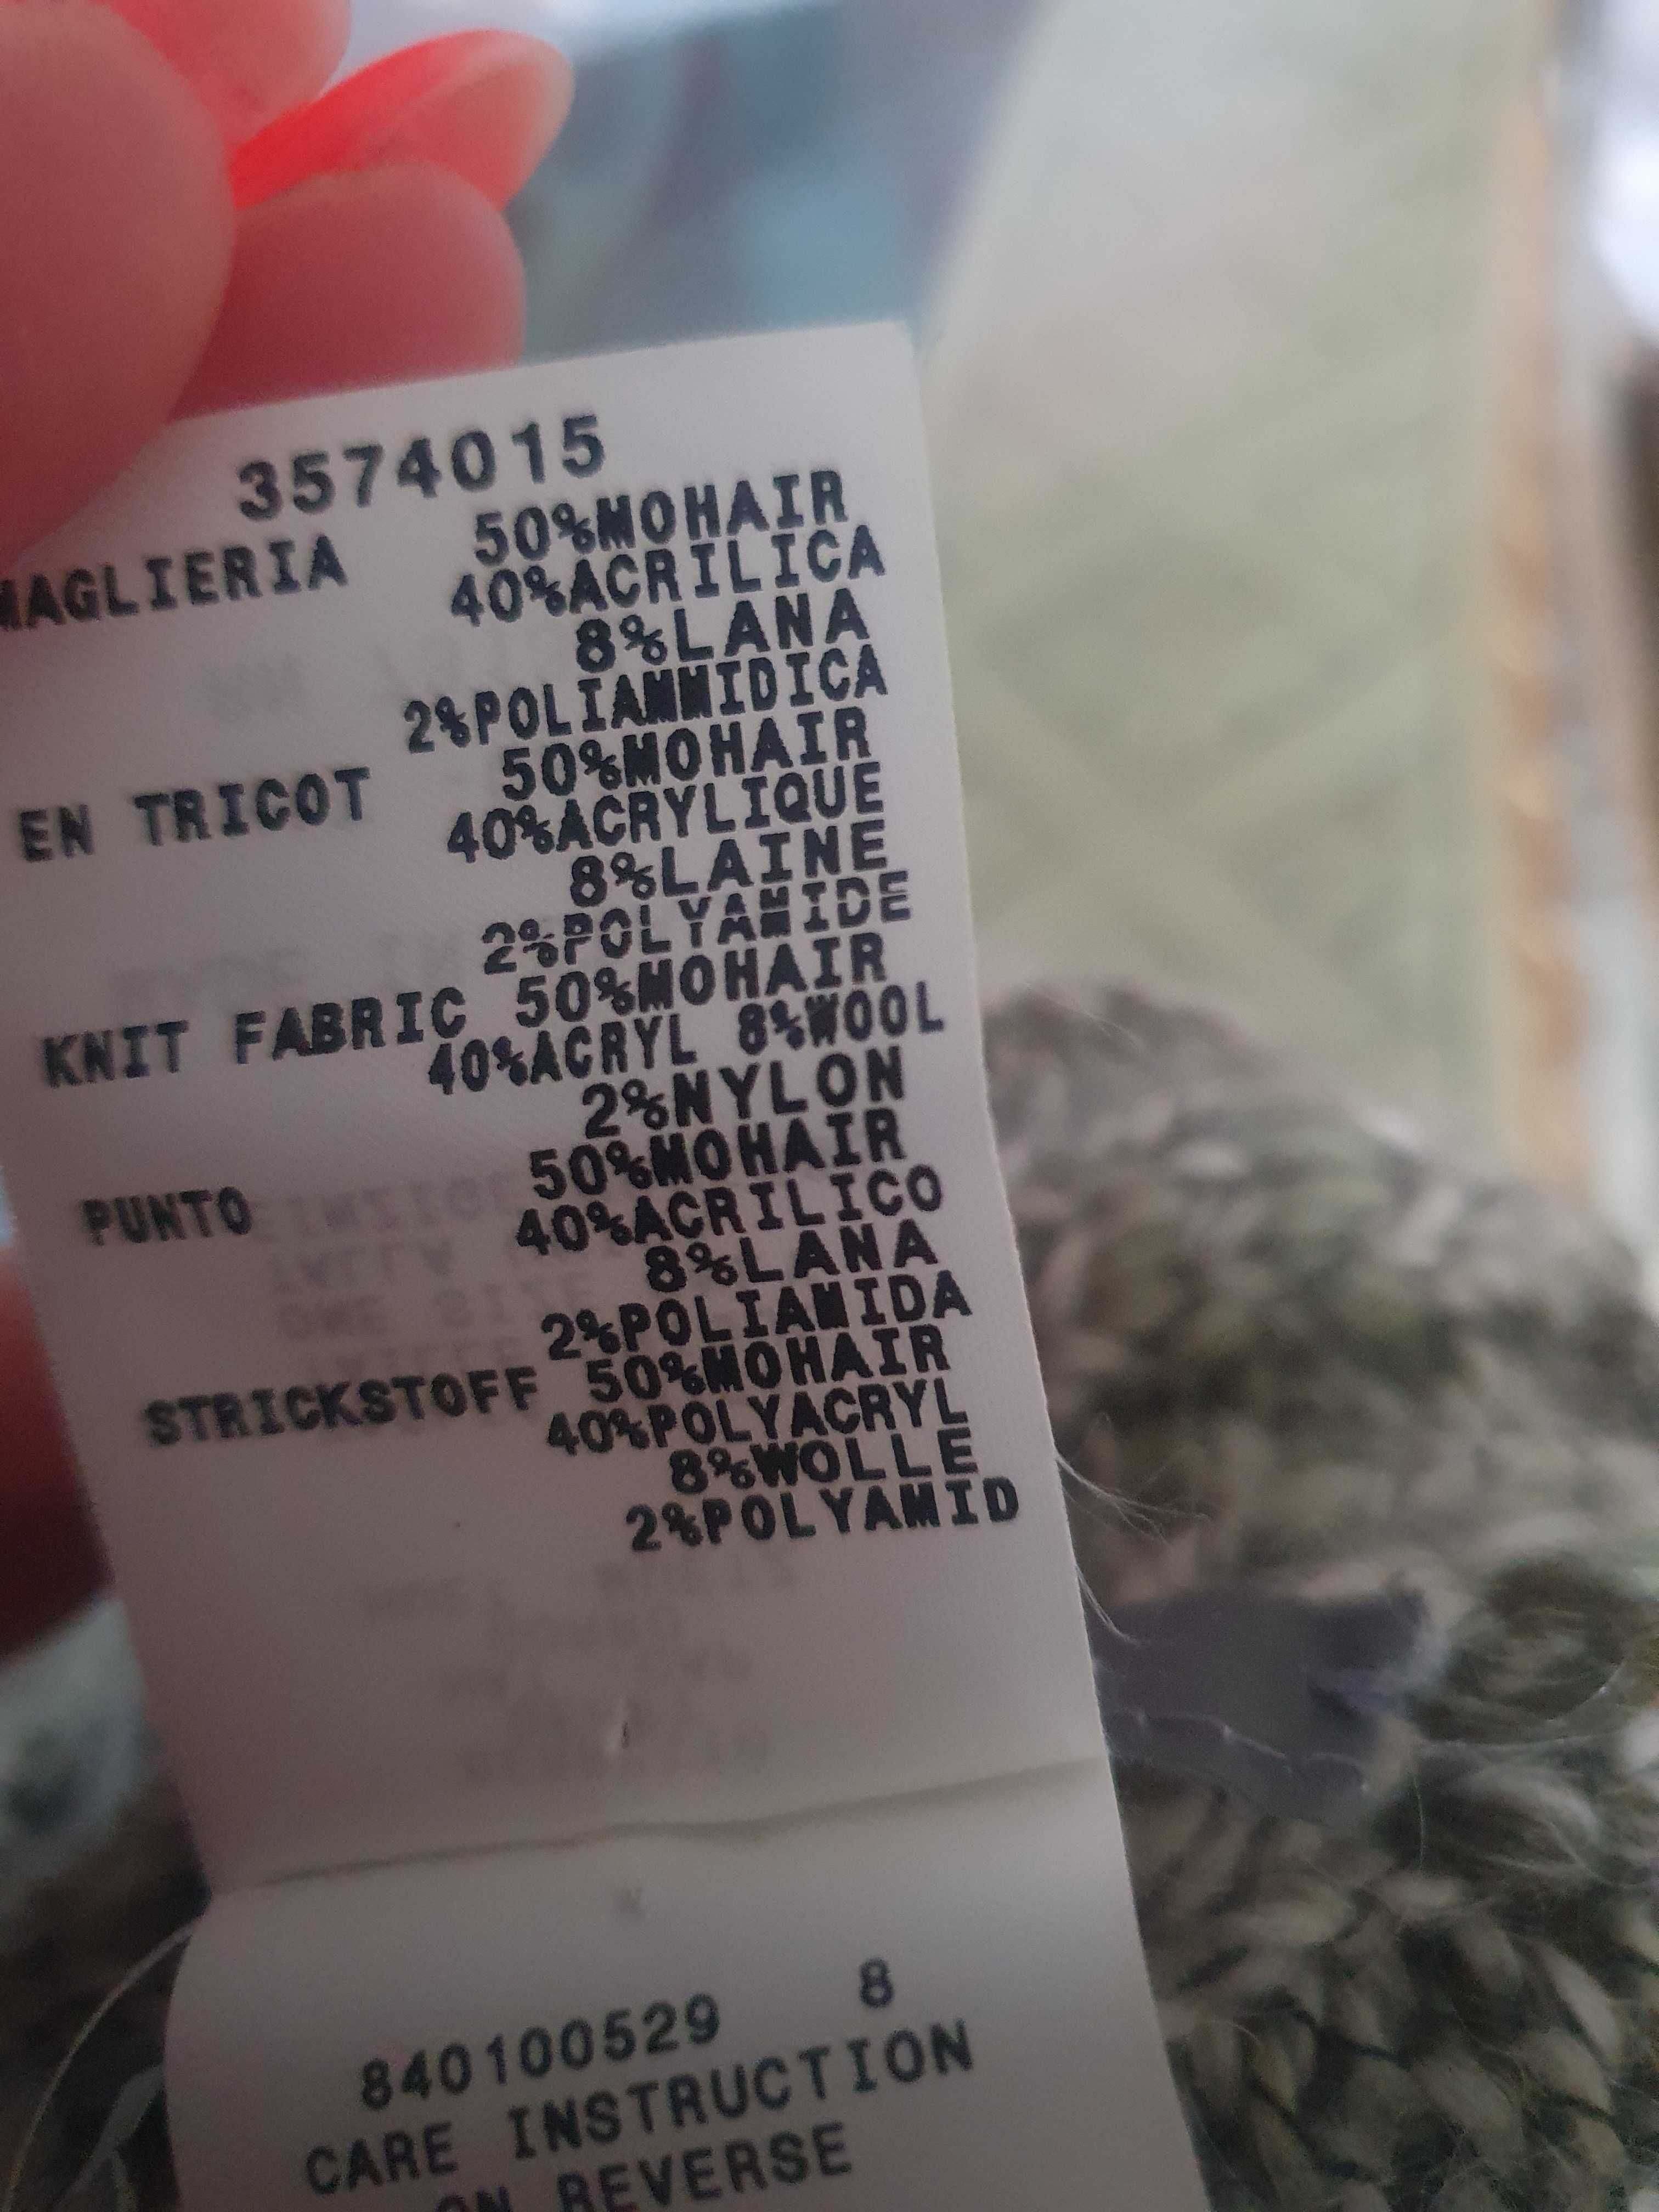 3574015
MAGLIERIA 50%MOHAIR
40%ACRILICA
8%LANA
2%POLIAMMIDICA
EN TRICOT 50%MOHAIR
40%ACRYLIQUE
8%LAINE
2%POLYAMIDE
KNIT FABRIC 50%MOHAIR
40%ACRYL 8%WOOL
2%NYLON
PUNTO 50%MOHAIR
40%ACRILICO
8%LANA
2%POLIAMIDA
STRICKSTOFF 50%MOHAIR
40%POLYACRYL
8%WOLLE
2%POLYAMID
840100529 8
CARE INSTRUCTION
ON REVERSE